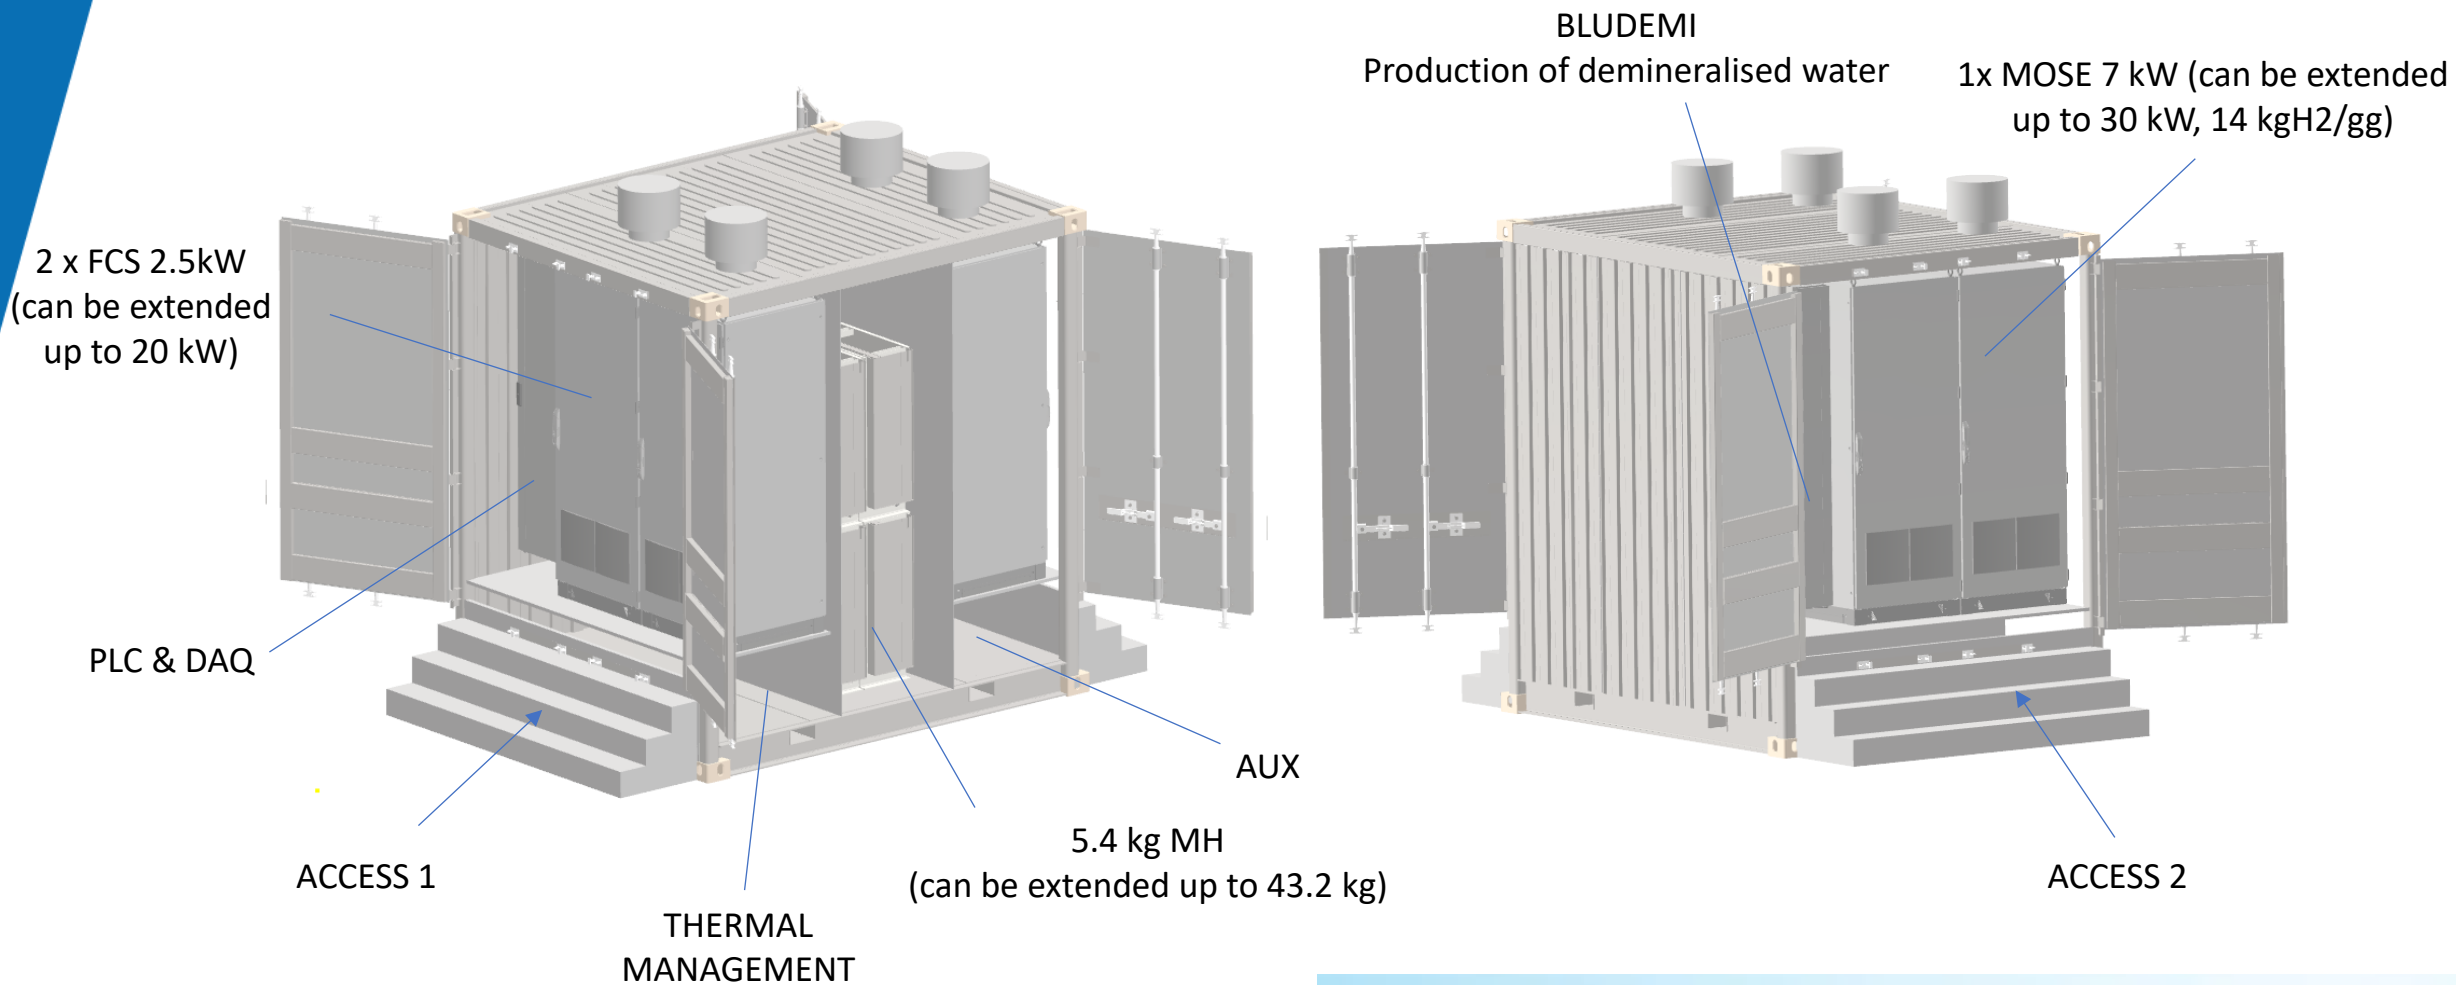 BLUDEMI
Production of demineralised water
1x MOSE 7 kW (can be extended
up to 30 kW, 14 kgH2/gg)
2 x FCS 2.5kW
(can be extended
up to 20 kW)
PLC & DAQ
AUX
5.4 kg MH
(can be extended up to 43.2 kg)
ACCESS 1
ACCESS 2
THERMAL
MANAGEMENT